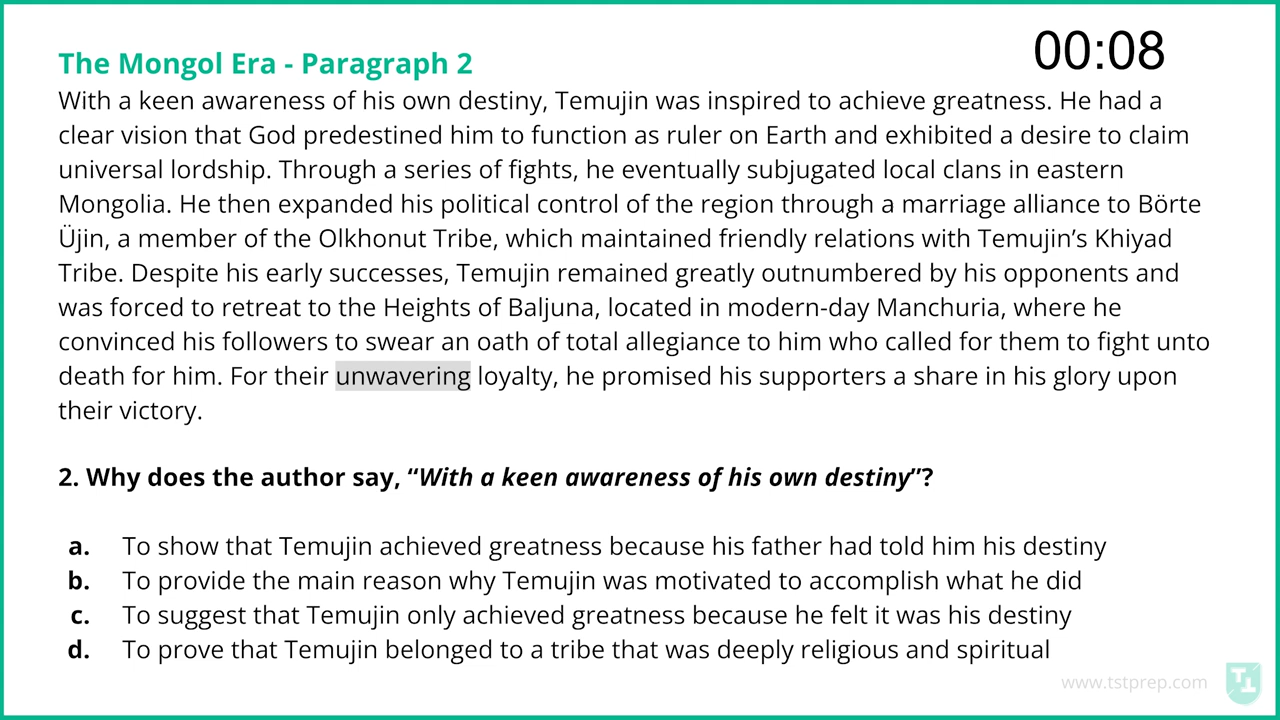 The Mongol Era - Paragraph 2
00:08
With a keen awareness of his own destiny, Temujin was inspired to achieve greatness. He had a
clear vision that God predestined him to function as ruler on Earth and exhibited a desire to claim
universal lordship. Through a series of fights, he eventually subjugated local clans in eastern
Mongolia. He then expanded his political control of the region through a marriage alliance to Börte
Üjin, a member of the Olkhonut Tribe, which maintained friendly relations with Temujin’s Khiyad
Tribe. Despite his early successes, Temujin remained greatly outnumbered by his opponents and
was forced to retreat to the Heights of Baljuna, located in modern-day Manchuria, where he
convinced his followers to swear an oath of total allegiance to him who called for them to fight unto
death for him. For their unwavering loyalty, he promised his supporters a share in his glory upon
their victory.
2. Why does the author say, “With a keen awareness of his own destiny”?
a. To show that Temujin achieved greatness because his father had told him his destiny
b. To provide the main reason why Temujin was motivated to accomplish what he did
c. To suggest that Temujin only achieved greatness because he felt it was his destiny
d. To prove that Temujin belonged to a tribe that was deeply religious and spiritual
www.tstprep.com